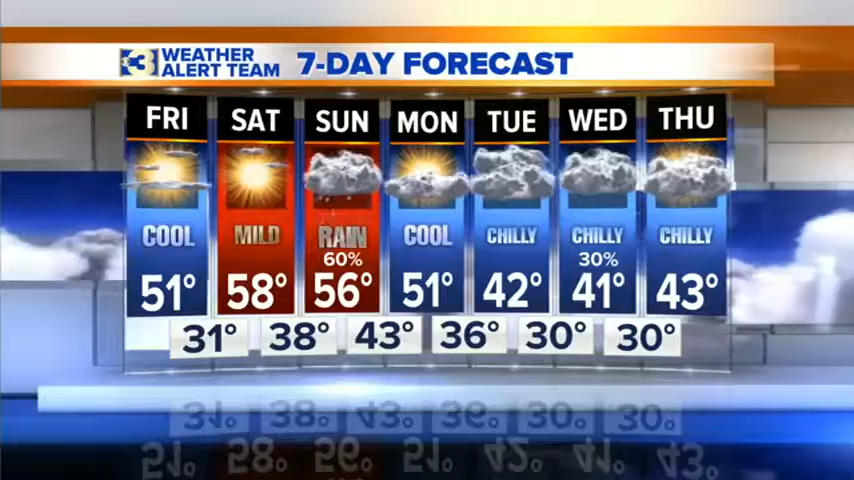 3 WEATHER
ALERT TEAM
7-DAY FORECAST
FRI SAT SUN MON TUE WED THU
COOL MILD RAIN COOL CHILLY CHILLY CHILLY
60% 30%
51° 58° 56° 51° 42° 41° 43°
31° 38° 43° 36° 30° 30°